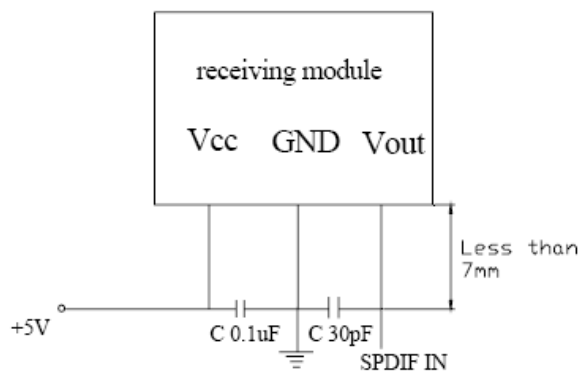 receiving module
Vcc GND Vout
Less than
7mm
+5V
C 0.1uF C 30pF
SPDIF IN